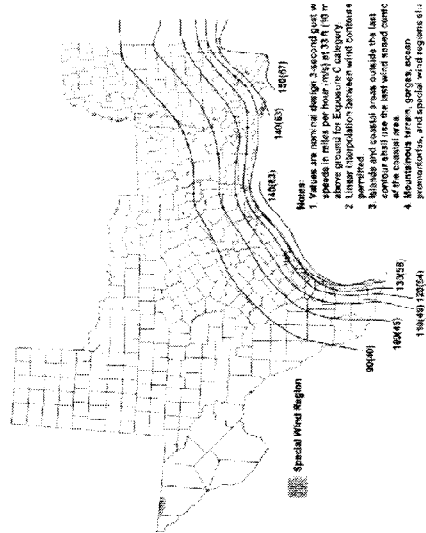 150(67)
140(63)
140(63)
130(58)
120(54)
110(49)
100(45)
90(40)
Special Wind Region
Notes:
1. Values are nominal design 3-second gust w
speeds in miles per hour (m/s) at 33 ft (10 m
above ground for Exposure C category.
2. Linear interpolation between wind contours
permitted.
3. Islands and coastal areas outside the last
contour shall use the last wind speed conto
of the coastal area.
4. Mountainous terrain, gorges, ocean
promontories, and special wind regions